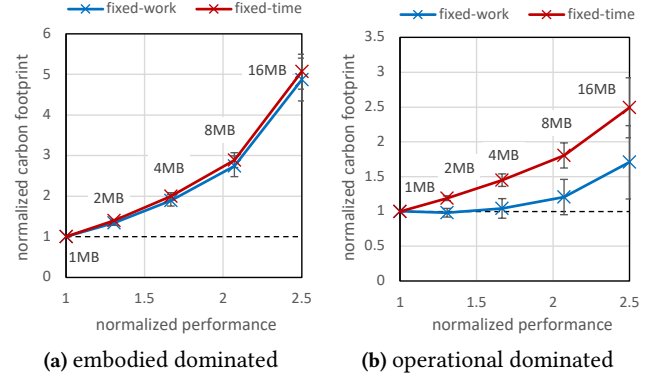 fixed-work fixed-time
normalized carbon footprint
6
5
4
3
2
1
0
16MB
8MB
4MB
2MB
1MB
1 1.5 2 2.5
normalized performance
(a) embodied dominated
fixed-work fixed-time
normalized carbon footprint
3.5
3
2.5
2
1.5
1
0.5
0
16MB
8MB
4MB
2MB
1MB
1 1.5 2 2.5
normalized performance
(b) operational dominated